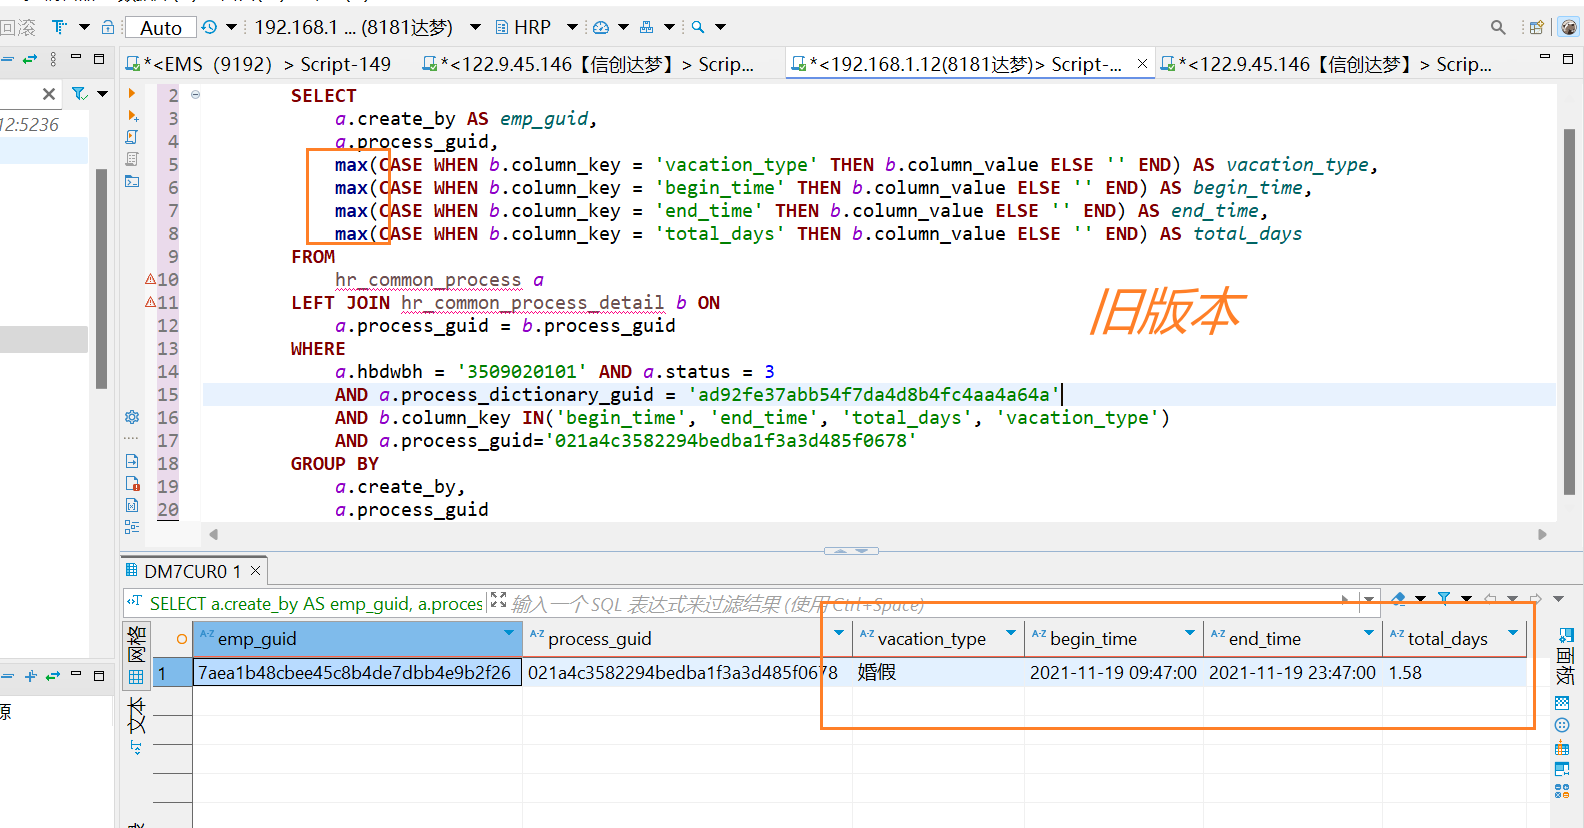 回滚 Auto 192.168.1 ... (8181达梦) HRP
*<EMS（9192）> Script-149 *<122.9.45.146【信创达梦】> Scrip... *<192.168.1.12(8181达梦)> Script-... *<122.9.45.146【信创达梦】> Scrip...
12:5236
2 SELECT
3 a.create_by AS emp_guid,
4 a.process_guid,
5 max(CASE WHEN b.column_key = 'vacation_type' THEN b.column_value ELSE '' END) AS vacation_type,
6 max(CASE WHEN b.column_key = 'begin_time' THEN b.column_value ELSE '' END) AS begin_time,
7 max(CASE WHEN b.column_key = 'end_time' THEN b.column_value ELSE '' END) AS end_time,
8 max(CASE WHEN b.column_key = 'total_days' THEN b.column_value ELSE '' END) AS total_days
9 FROM
10 hr_common_process a
11 LEFT JOIN hr_common_process_detail b ON
12 a.process_guid = b.process_guid
13 WHERE
14 a.hbdwbh = '3509020101' AND a.status = 3
15 AND a.process_dictionary_guid = 'ad92fe37abb54f7da4d8b4fc4aa4a64a'
16 AND b.column_key IN('begin_time', 'end_time', 'total_days', 'vacation_type')
17 AND a.process_guid='021a4c3582294bedba1f3a3d485f0678'
18 GROUP BY
19 a.create_by,
20 a.process_guid
旧版本
DM7CUR0 1
SELECT a.create_by AS emp_guid, a.proces 输入一个 SQL 表达式来过滤结果 (使用 Ctrl+Space)
网格
文本
emp_guid process_guid vacation_type begin_time end_time total_days
1 7aea1b48cbee45c8b4de7dbb4e9b2f26 021a4c3582294bedba1f3a3d485f0678 婚假 2021-11-19 09:47:00 2021-11-19 23:47:00 1.58
面板
源